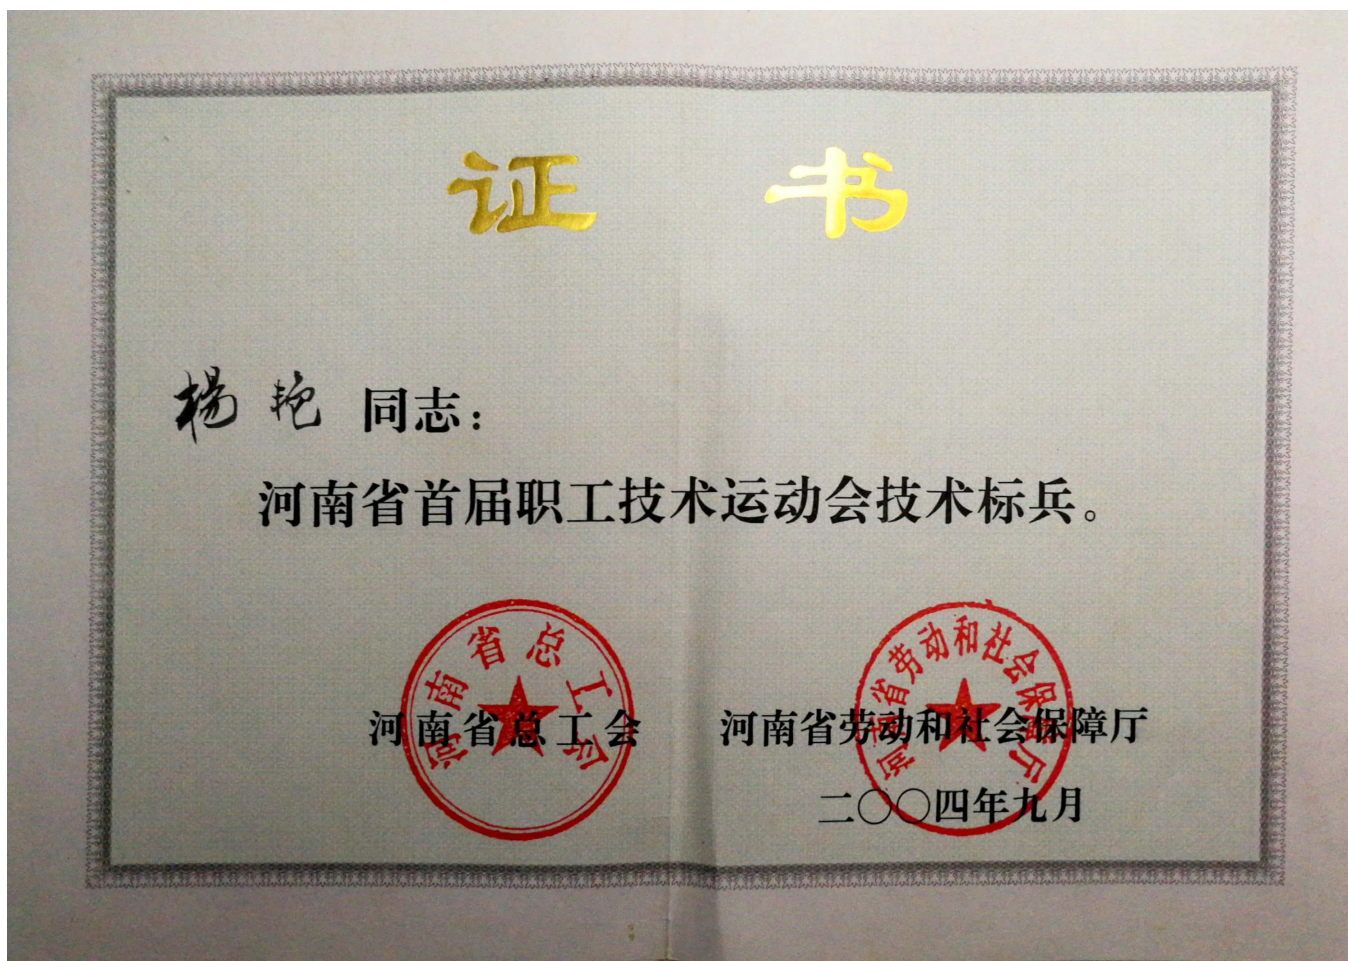 证 书
楊艳 同志：
河南省首届职工技术运动会技术标兵。
河南省总工会
河南省劳动和社会保障厅
河南省总工会 河南省劳动和社会保障厅
二〇〇四年九月